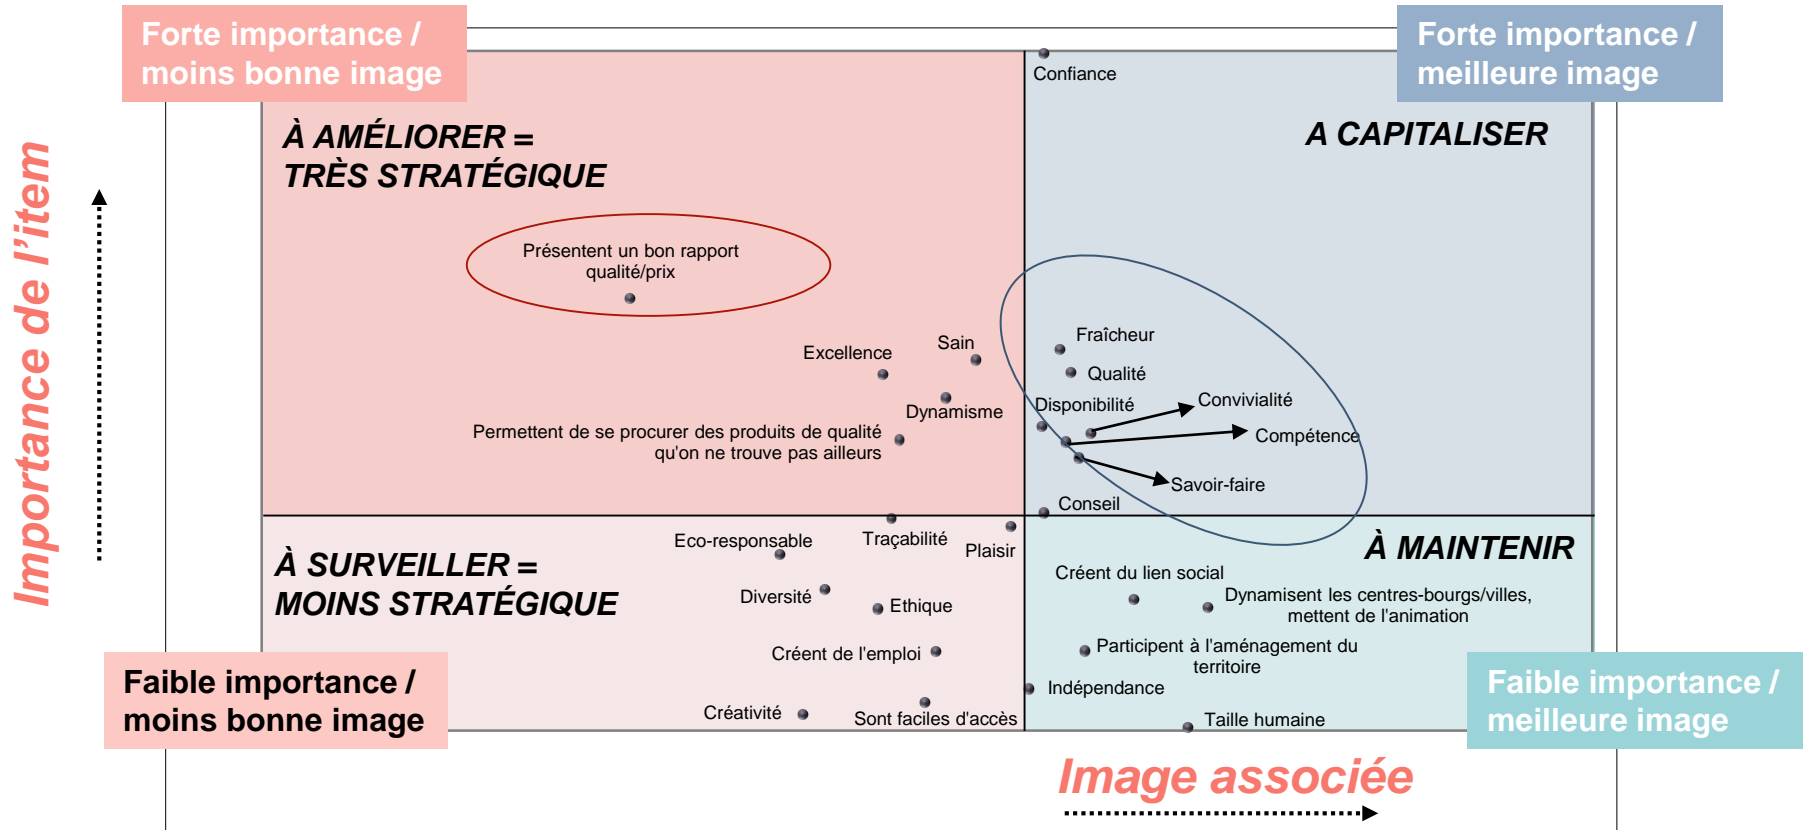 Forte importance /
moins bonne image
Forte importance /
meilleure image
Confiance
À AMÉLIORER =
TRÈS STRATÉGIQUE
A CAPITALISER
Importance de l'item
Présentent un bon rapport
qualité/prix
Fraîcheur
Sain
Excellence
Qualité
Convivialité
Disponibilité
Dynamisme
Compétence
Permettent de se procurer des produits de qualité
qu'on ne trouve pas ailleurs
Savoir-faire
Conseil
Traçabilité
Eco-responsable
Plaisir
À MAINTENIR
À SURVEILLER =
MOINS STRATÉGIQUE
Créent du lien social
Diversité
Ethique
Dynamisent les centres-bourgs/villes,
mettent de l'animation
Créent de l'emploi
Participent à l'aménagement du
territoire
Faible importance /
moins bonne image
Indépendance
Faible importance /
meilleure image
Créativité
Sont faciles d'accès
Taille humaine
Image associée